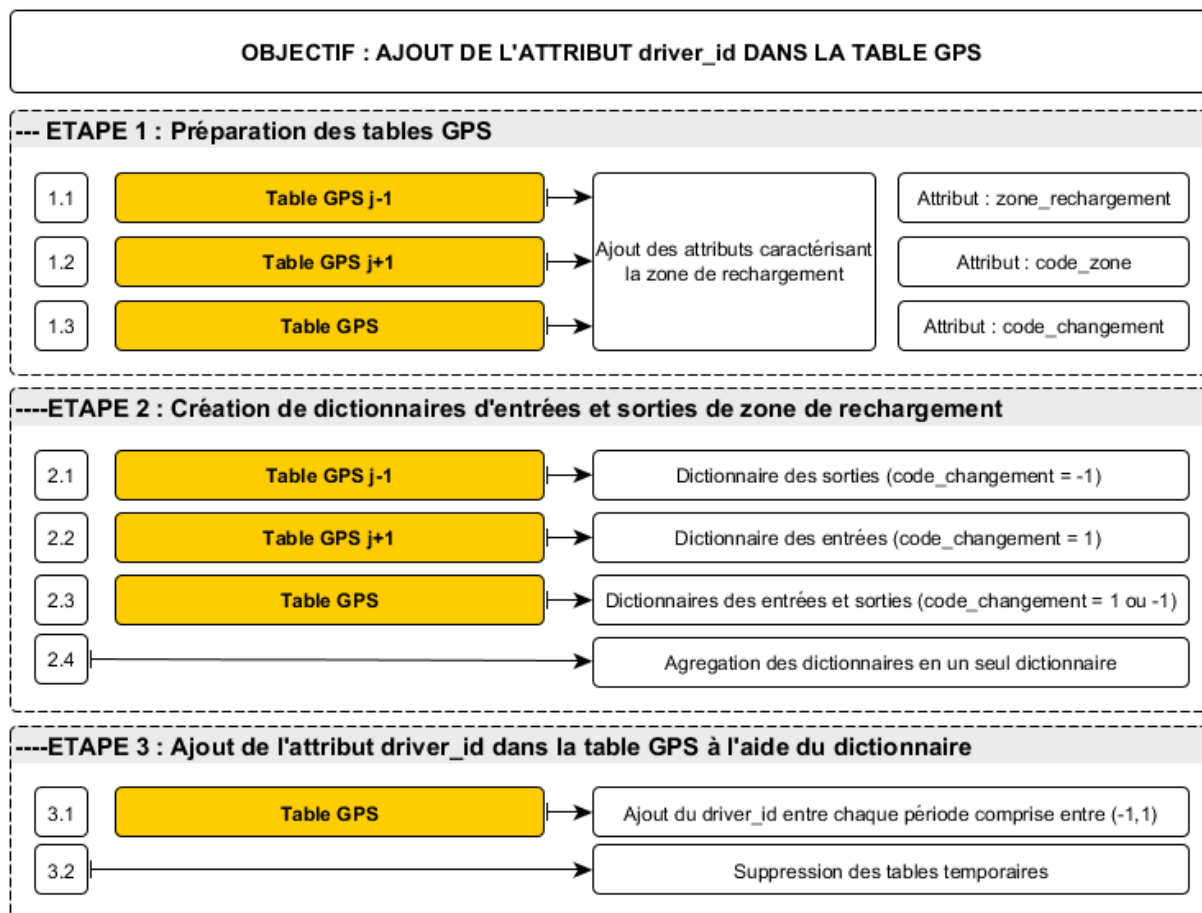 OBJECTIF : AJOUT DE L'ATTRIBUT driver_id DANS LA TABLE GPS
--- ETAPE 1 : Préparation des tables GPS
1.1
Table GPS j-1
Attribut : zone_rechargement
1.2
Table GPS j+1
Ajout des attributs caractérisant
la zone de rechargement
Attribut : code_zone
1.3
Table GPS
Attribut : code_changement
----ETAPE 2 : Création de dictionnaires d'entrées et sorties de zone de rechargement
2.1
Table GPS j-1
Dictionnaire des sorties (code_changement = -1)
2.2
Table GPS j+1
Dictionnaire des entrées (code_changement = 1)
2.3
Table GPS
Dictionnaires des entrées et sorties (code_changement = 1 ou -1)
2.4
Agregation des dictionnaires en un seul dictionnaire
----ETAPE 3 : Ajout de l'attribut driver_id dans la table GPS à l'aide du dictionnaire
3.1
Table GPS
Ajout du driver_id entre chaque période comprise entre (-1,1)
3.2
Suppression des tables temporaires